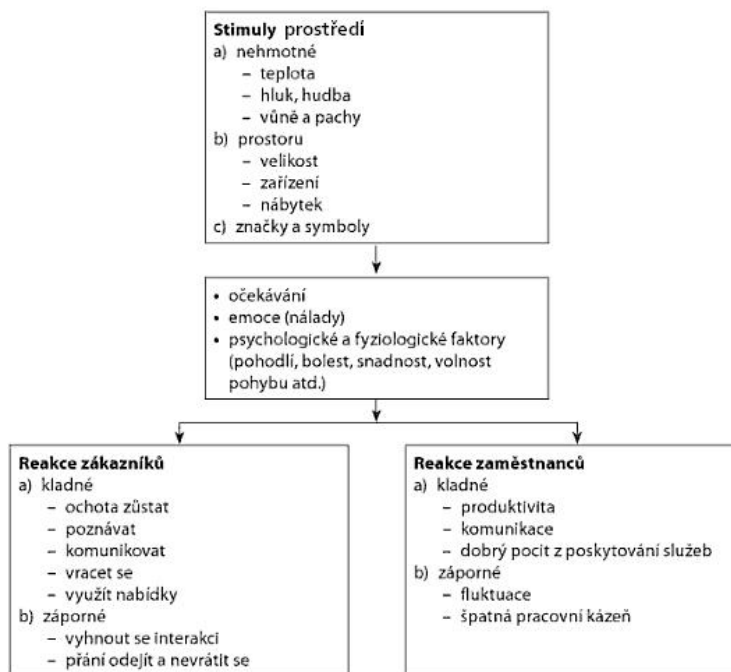 Stimuly prostředí
a) nehmotné
– teplota
– hluk, hudba
– vůně a pachy
b) prostoru
– velikost
– zařízení
– nábytek
c) značky a symboly
• očekávání
• emoce (nálady)
• psychologické a fyziologické faktory
(pohodlí, bolest, snadnost, volnost
pohybu atd.)
Reakce zákazníků
a) kladné
– ochota zůstat
– poznávat
– komunikovat
– vracet se
– využít nabídky
b) záporné
– vyhnout se interakci
– přání odejít a nevrátit se
Reakce zaměstnanců
a) kladné
– produktivita
– komunikace
– dobrý pocit z poskytování služeb
b) záporné
– fluktuace
– špatná pracovní kázeň